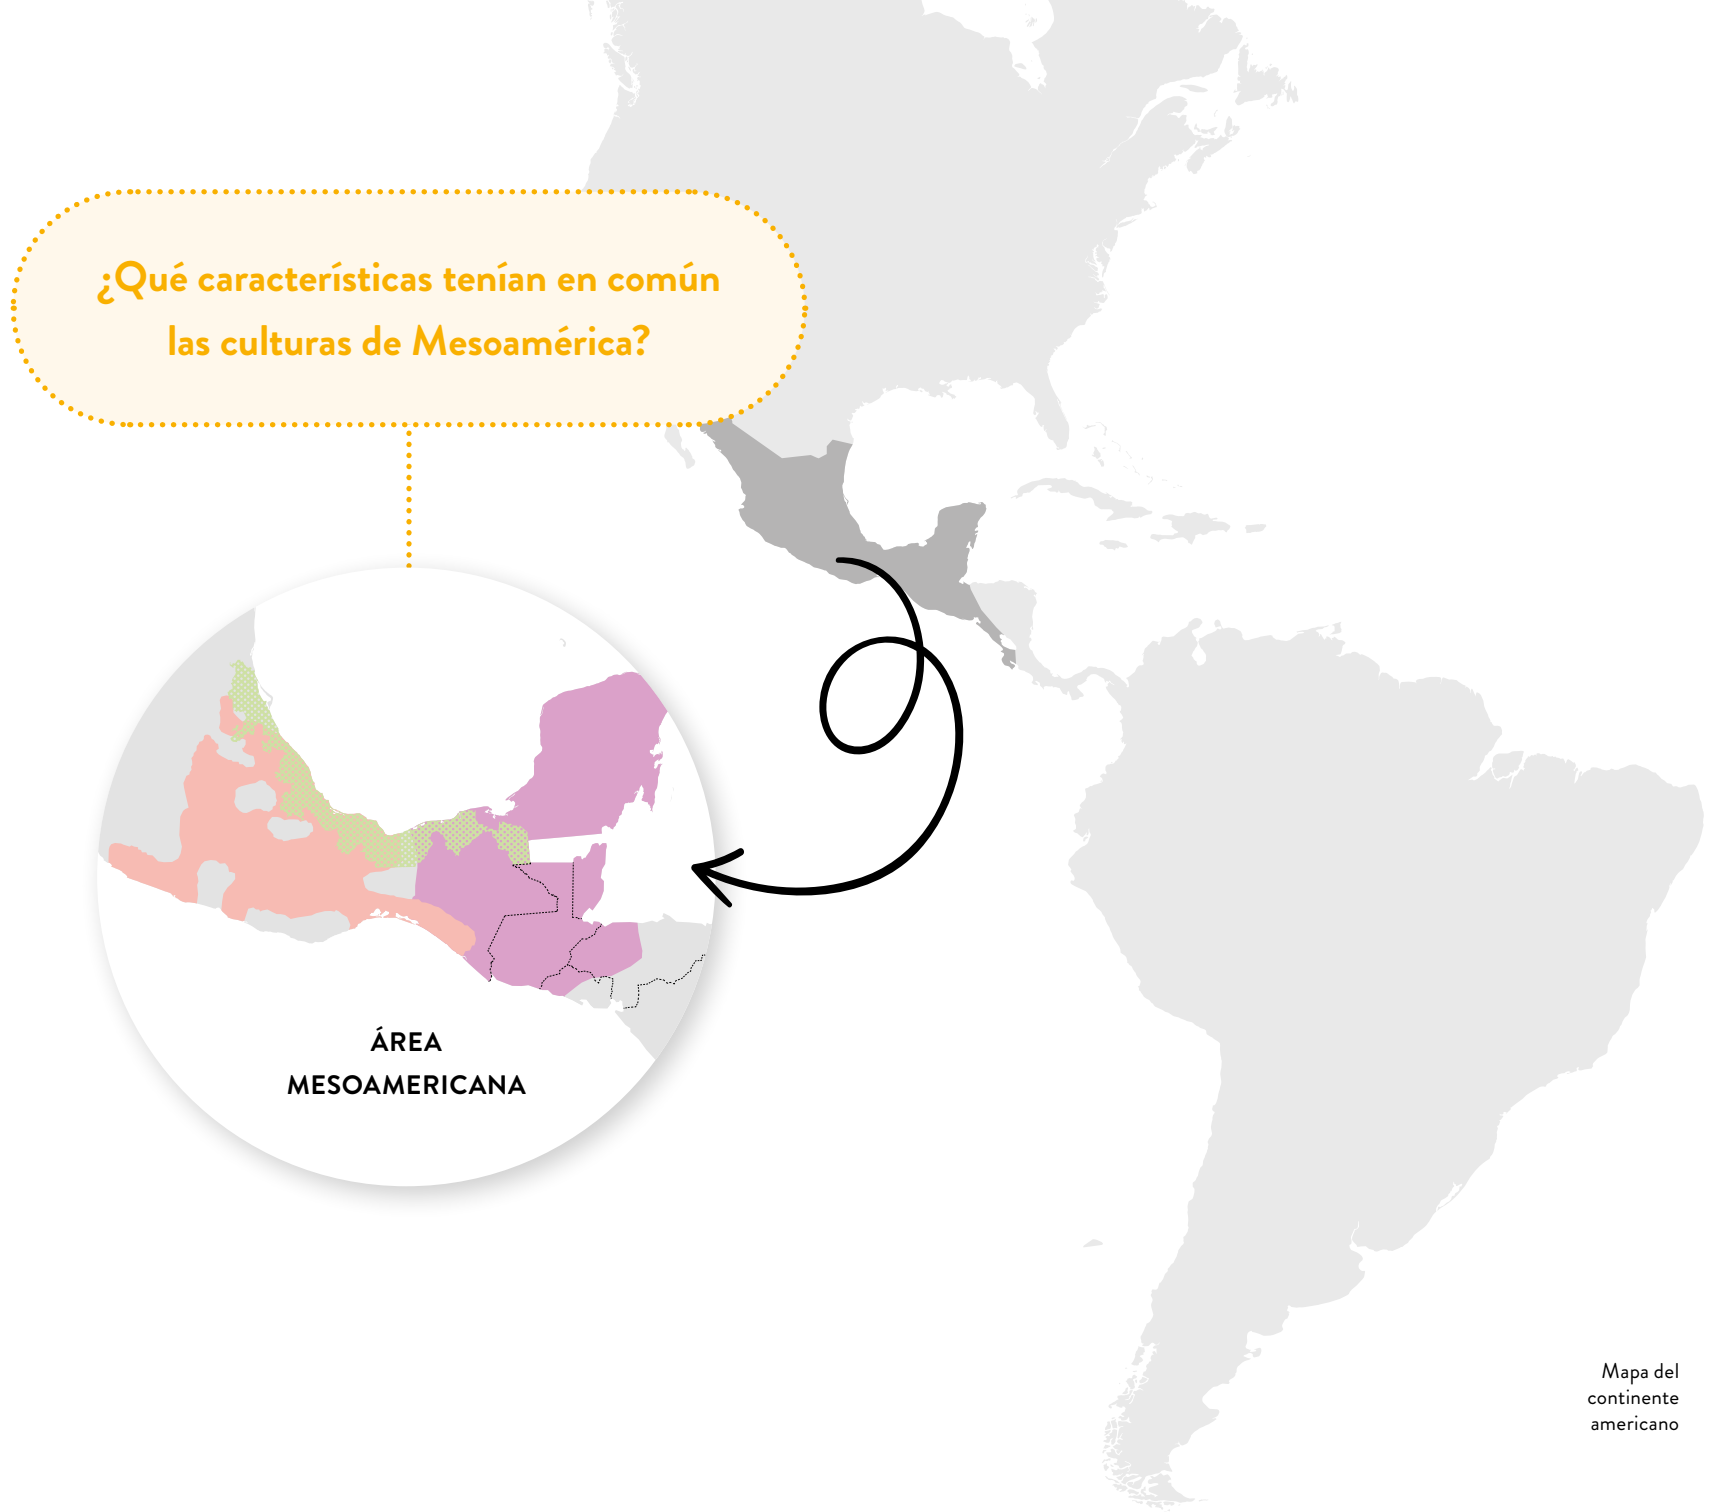 ¿Qué características tenían en común
las culturas de Mesoamérica?
ÁREA
MESOAMERICANA
Mapa del
continente
americano